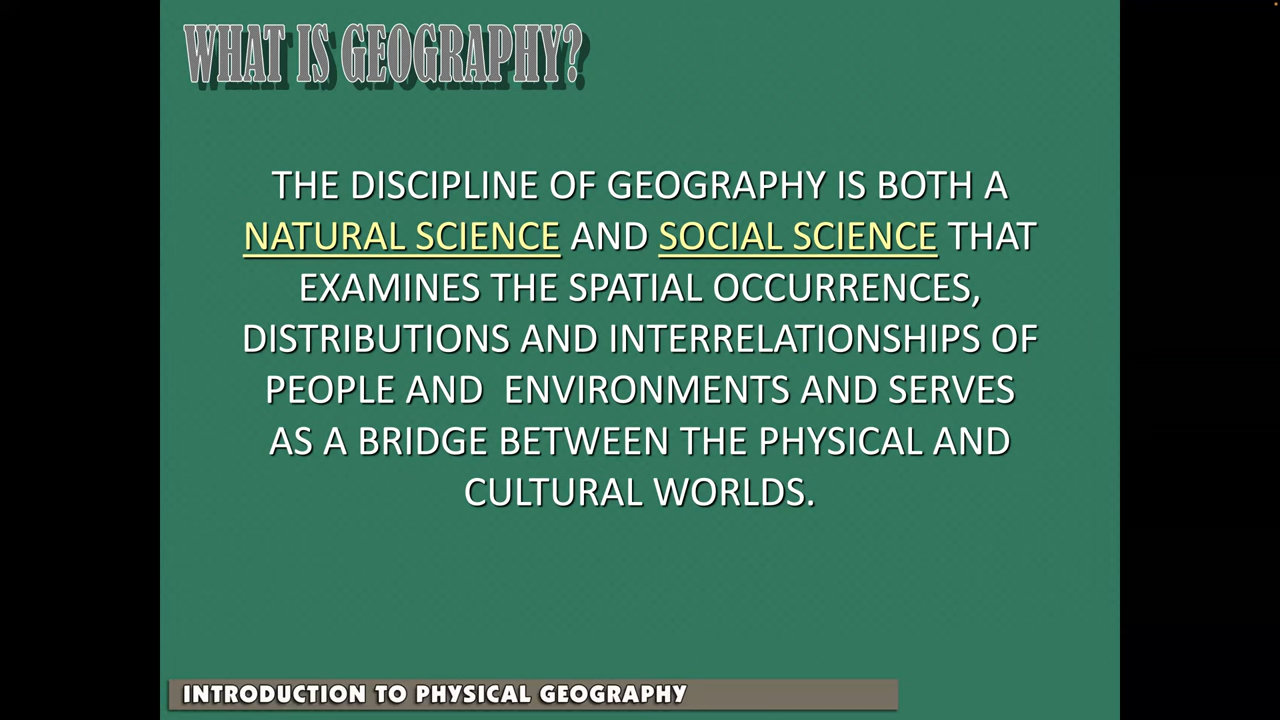 WHAT IS GEOGRAPHY?
THE DISCIPLINE OF GEOGRAPHY IS BOTH A
NATURAL SCIENCE AND SOCIAL SCIENCE THAT
EXAMINES THE SPATIAL OCCURRENCES,
DISTRIBUTIONS AND INTERRELATIONSHIPS OF
PEOPLE AND  ENVIRONMENTS AND SERVES
AS A BRIDGE BETWEEN THE PHYSICAL AND
CULTURAL WORLDS.
INTRODUCTION TO PHYSICAL GEOGRAPHY